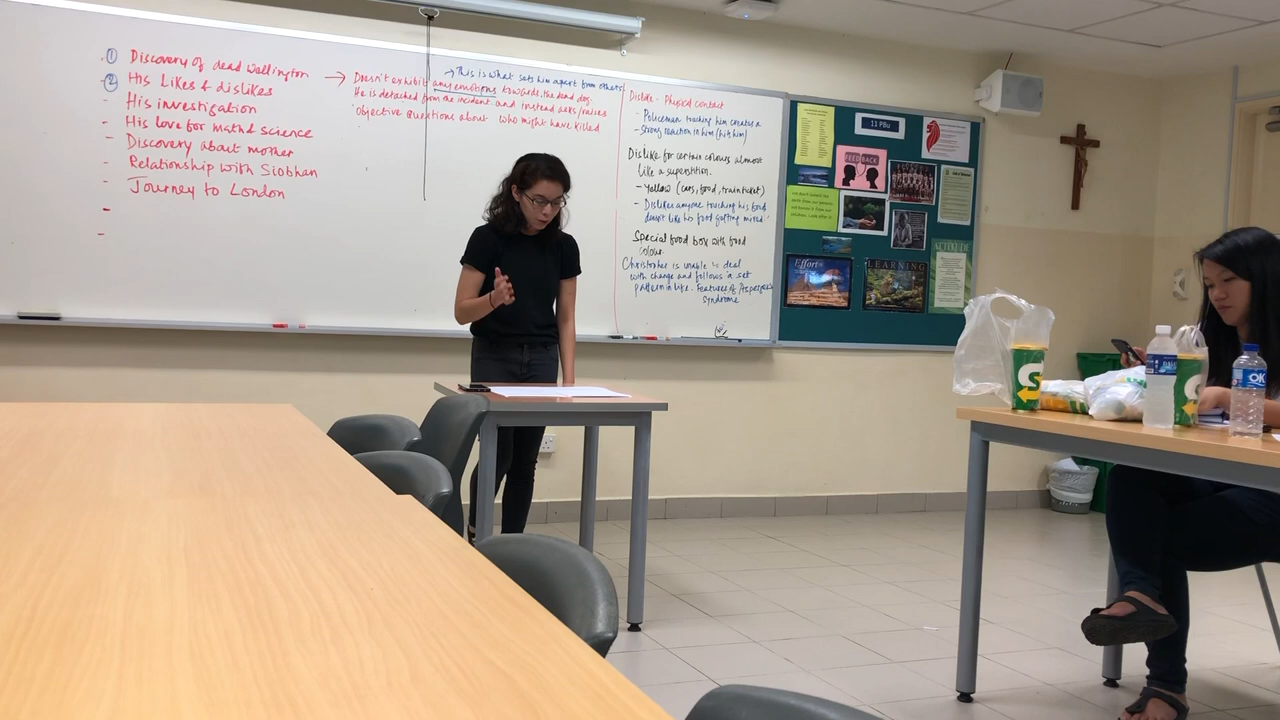 ① Discovery of dead Wellington
② His Likes & dislikes
- His investigation
- His love for math & science
- Discovery about mother
- Relationship with Siobhan
- Journey to London
→ This is what sets him apart from others
→ Doesn't exhibit any emotions towards the dead dog.
He is detached from the incident and instead asks/raises
objective questions about who might have killed
Dislike - Physical contact
- Policeman touching him creates a
- Strong reaction in him (hit him)
Dislike for certain colours almost
like a superstition.
- Yellow (cars, food, train ticket)
- Dislikes anyone touching his food
doesn't like his food getting mixed
Special food box with food
colour.
Christopher is unable to deal
with change and follows a set
pattern in life. Features of Asperger's
Syndrome
11 PBu
FEEDBACK
ATTITUDE
Effort
LEARNING
OK